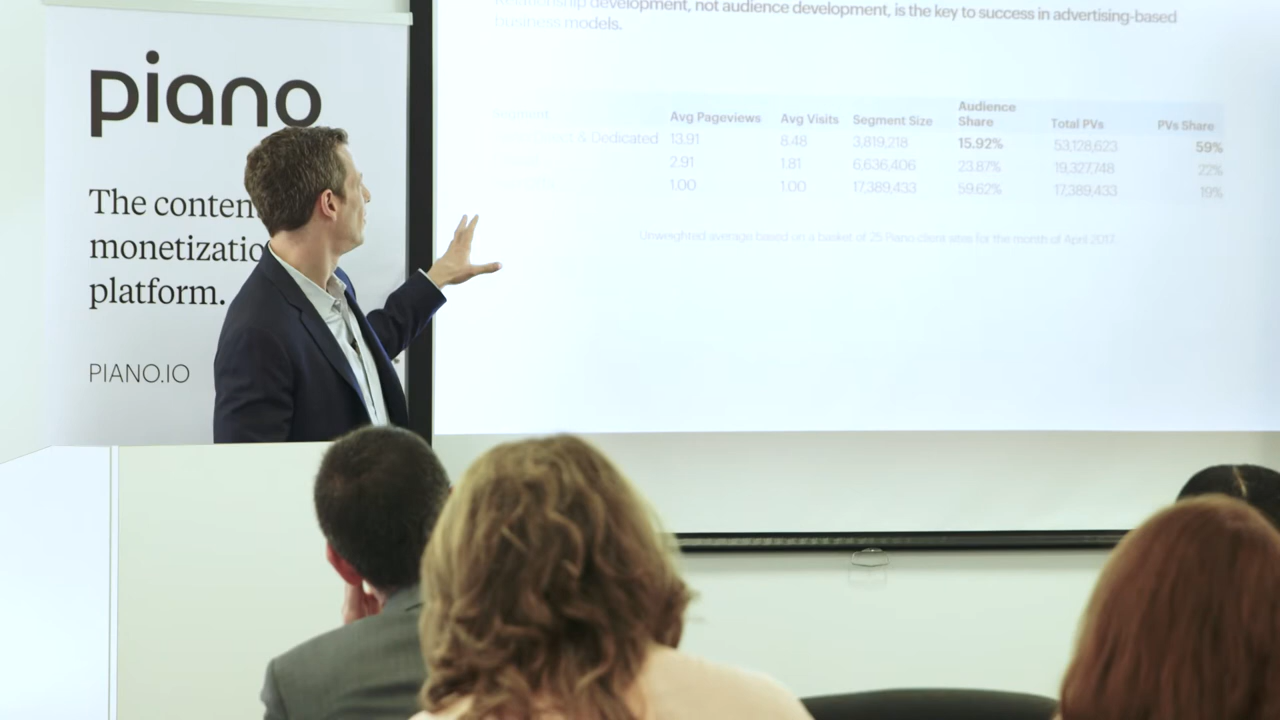 piano
The conten
monetizatio
platform.
PIANO.IO
Relationship development, not audience development, is the key to success in advertising-based
business models.
Avg Pageviews Avg Visits Segment Size Audience Share Total PVs PVs Share
& Dedicated 13.91 8.48 3,819,218 15.92% 53,128,623 59%
2.91 1.81 6,636,406 23.87% 19,327,748 22%
1.00 1.00 17,389,433 59.62% 17,389,433 19%
Unweighted average based on a basket of 25 Piano client sites for the month of April 2017.